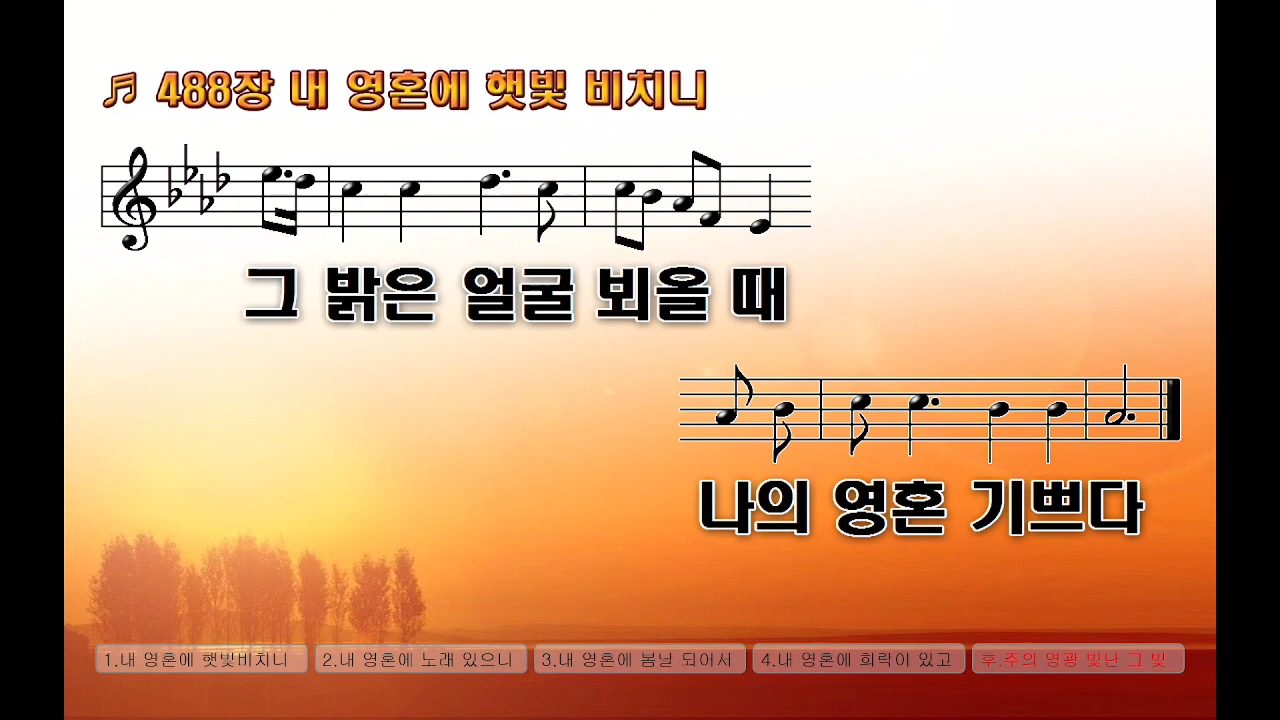 488장 내 영혼에 햇빛 비치니
그 밝은 얼굴 뵈올 때
나의 영혼 기쁘다
1.내 영혼에 햇빛비치니
2.내 영혼에 노래 있으니
3.내 영혼에 봄날 되어서
4.내 영혼에 희락이 있고
후.주의 영광 빛난 그 빛